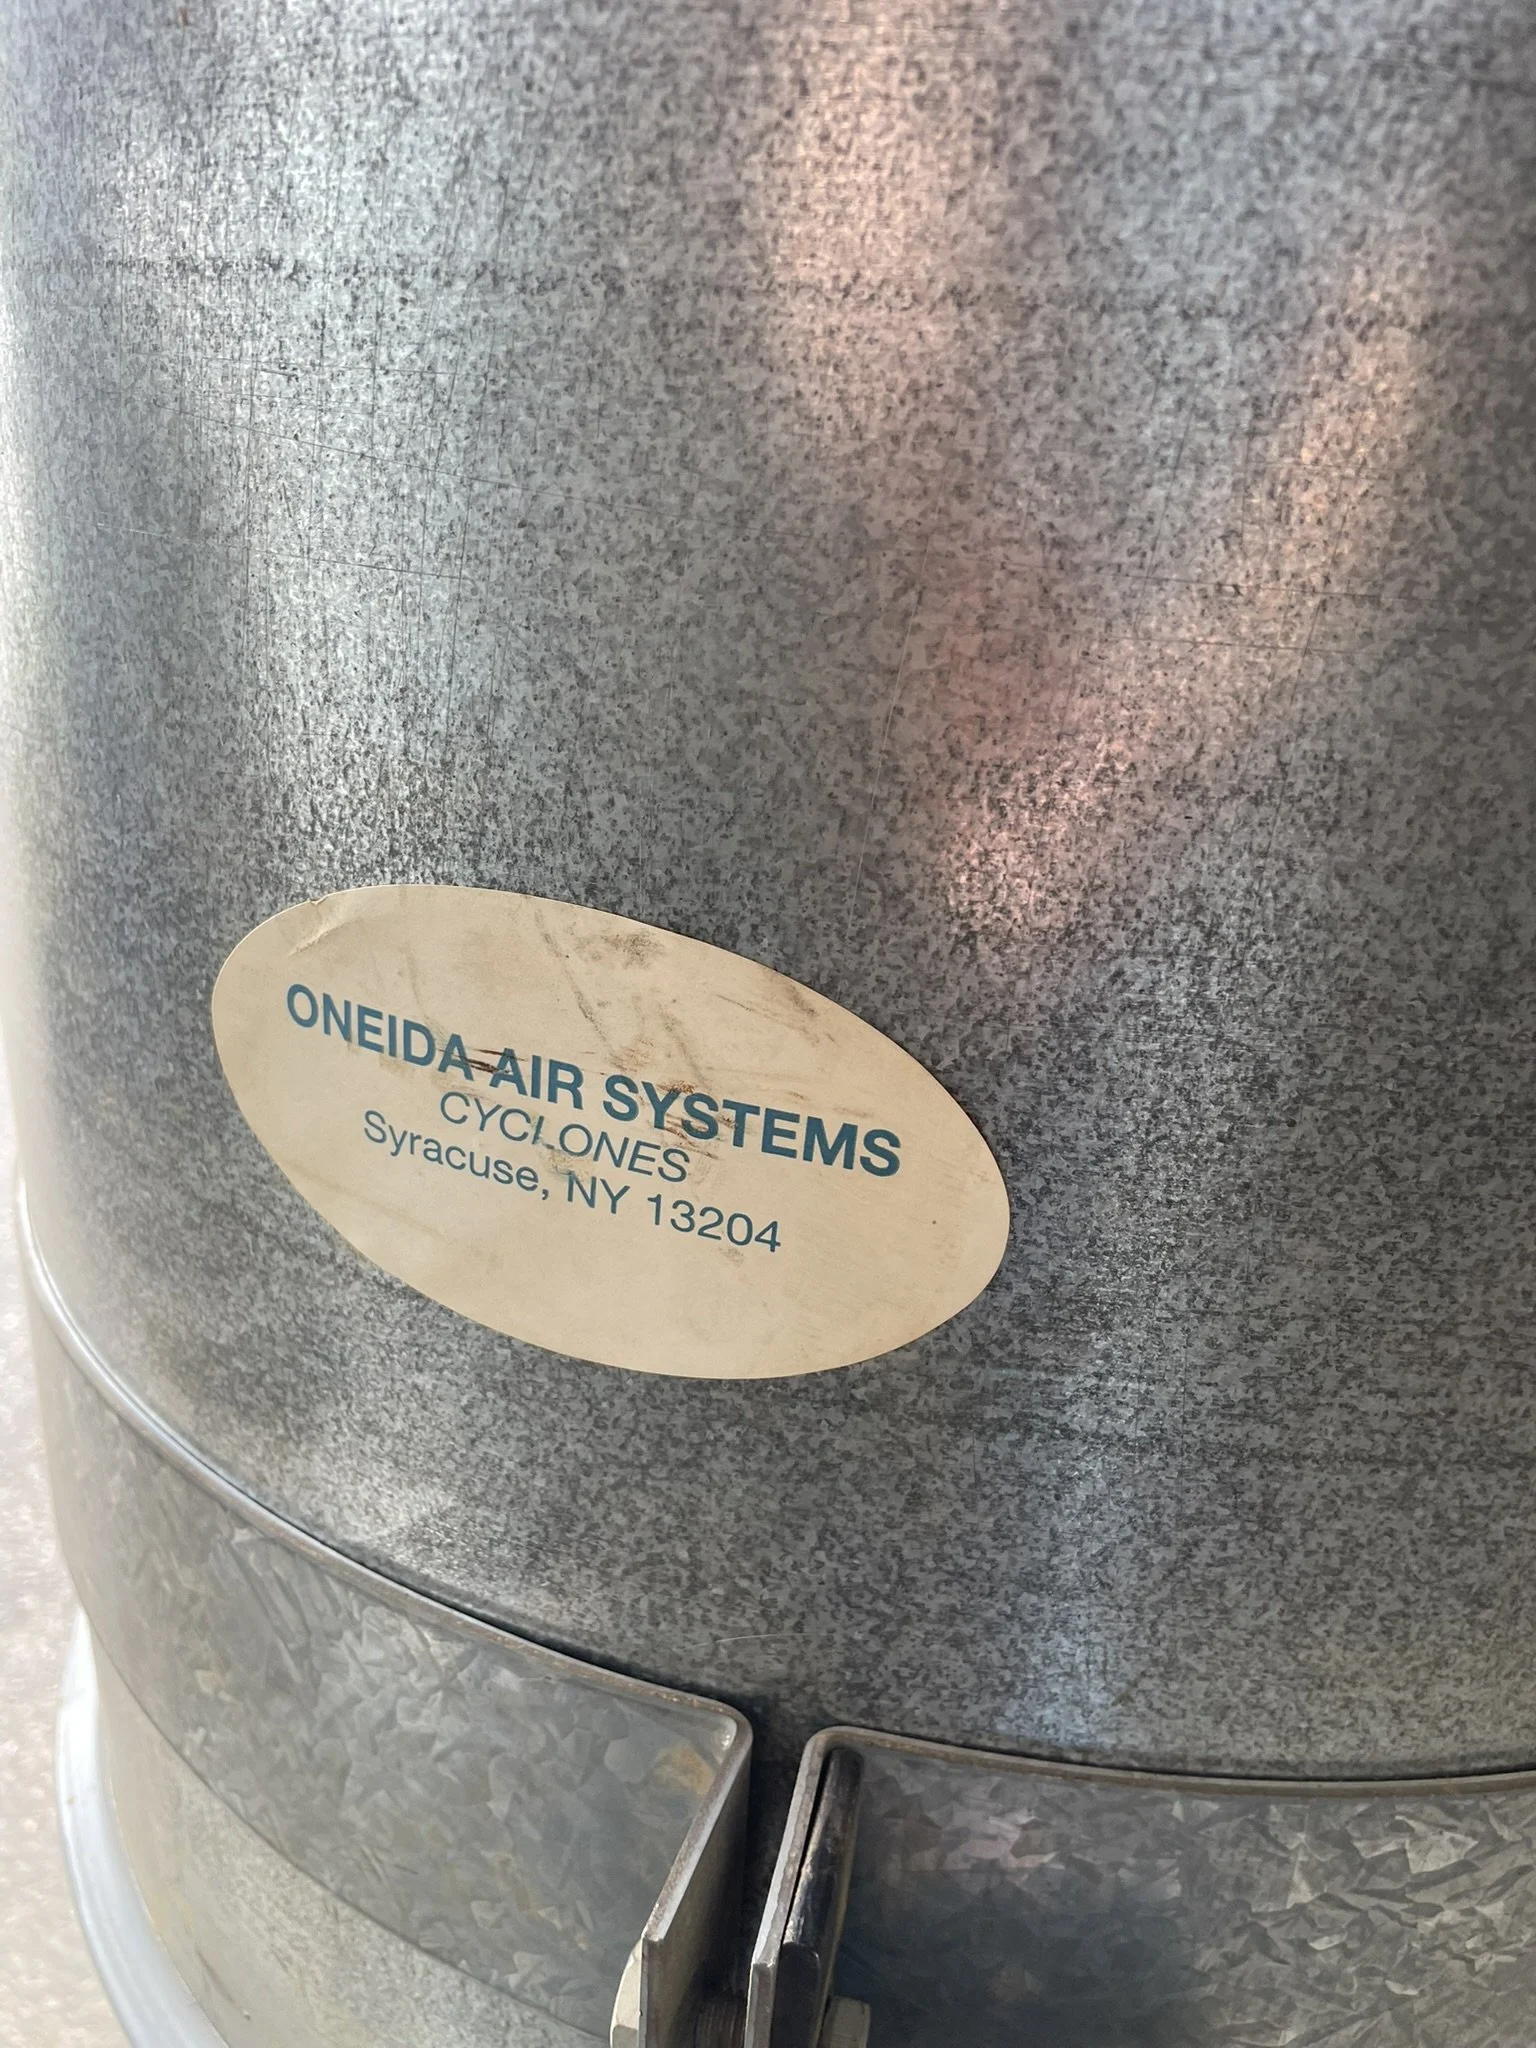 ONEIDA AIR SYSTEMS
CYCLONES
Syracuse, NY 13204